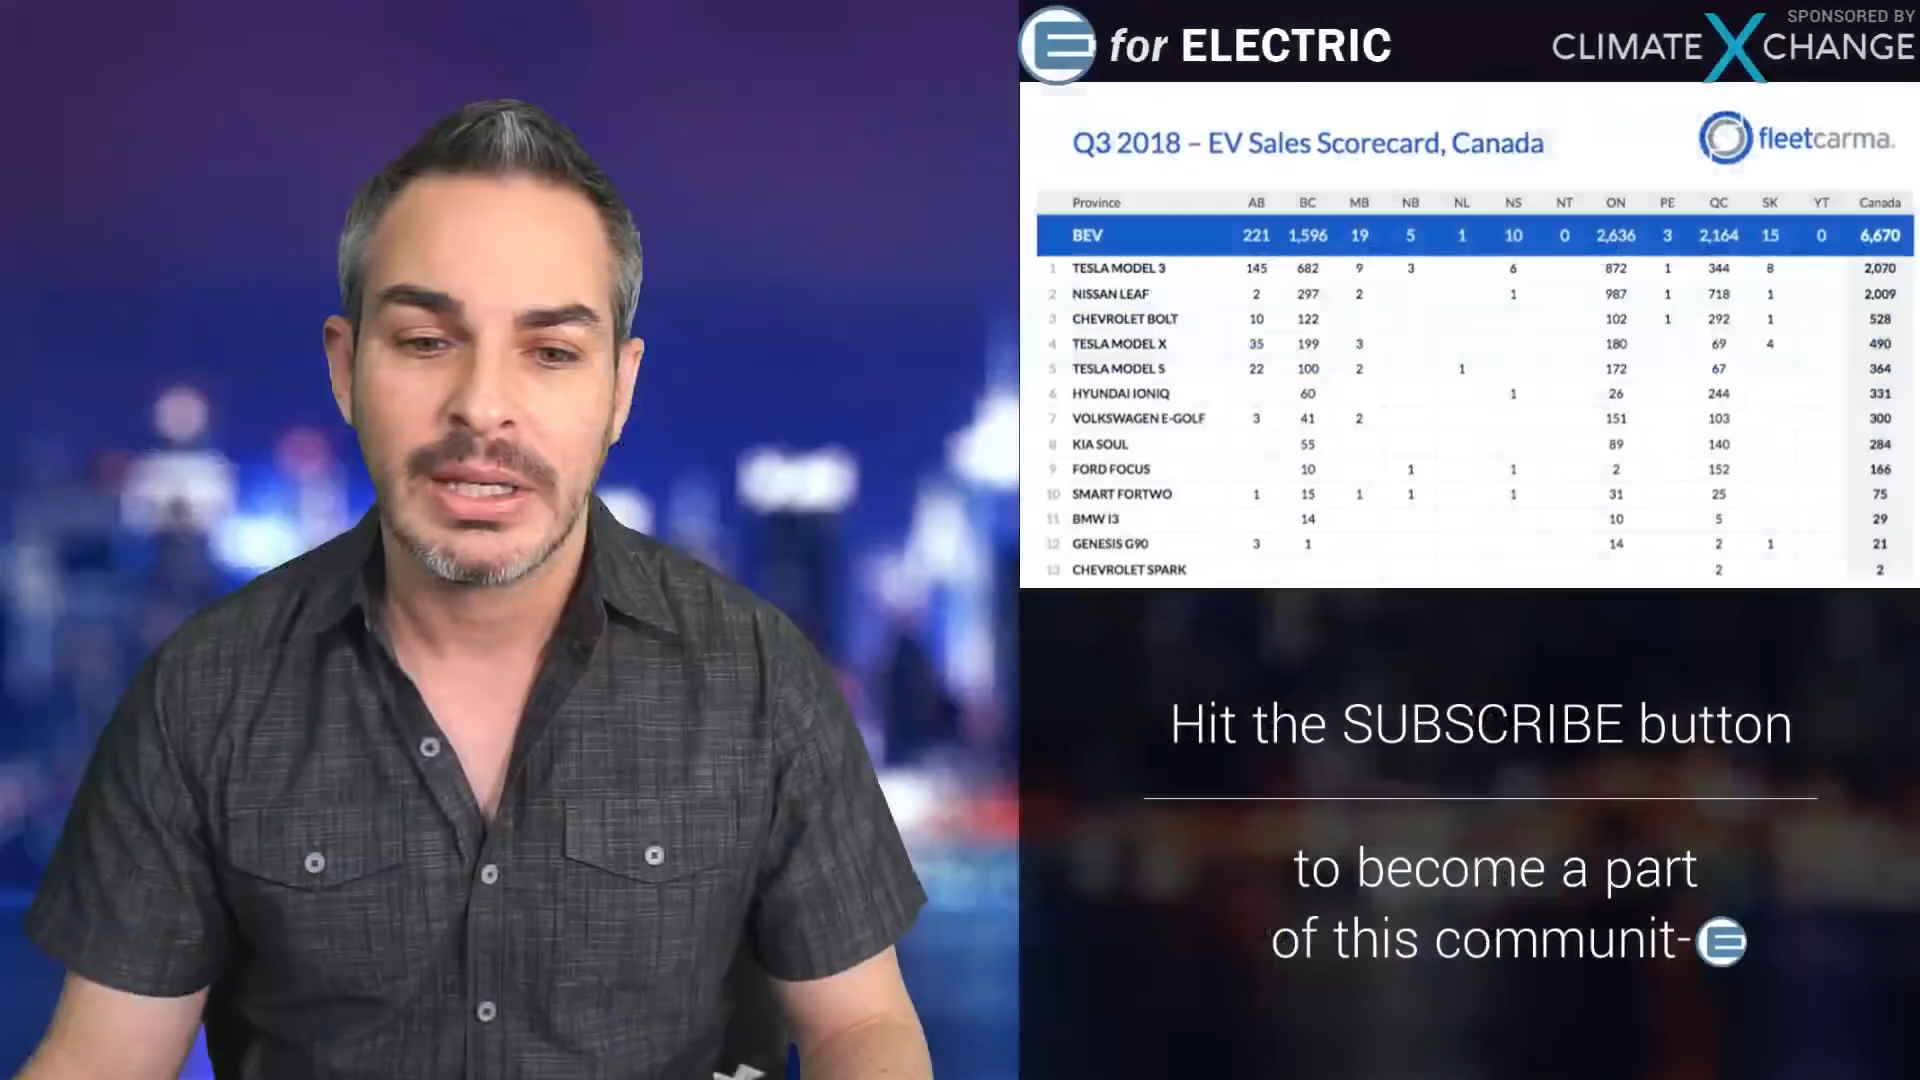 E for ELECTRIC
SPONSORED BY
CLIMATE XCHANGE
Q3 2018 – EV Sales Scorecard, Canada
fleetcarma.
Province AB BC MB NB NL NS NT ON PE QC SK YT Canada
BEV 221 1,596 19 5 1 10 0 2,636 3 2,164 15 0 6,670
1 TESLA MODEL 3 145 682 9 3 6 872 1 344 8 2,070
2 NISSAN LEAF 2 297 2 1 987 1 718 1 2,009
3 CHEVROLET BOLT 10 122 102 1 292 1 528
4 TESLA MODEL X 35 199 3 180 69 4 490
5 TESLA MODEL S 22 100 2 1 172 67 364
6 HYUNDAI IONIQ 60 1 26 244 331
7 VOLKSWAGEN E-GOLF 3 41 2 151 103 300
8 KIA SOUL 55 89 140 284
9 FORD FOCUS 10 1 1 2 152 166
10 SMART FORTWO 1 15 1 1 1 31 25 75
11 BMW I3 14 10 5 29
12 GENESIS G90 3 1 14 2 1 21
13 CHEVROLET SPARK 2 2
Hit the SUBSCRIBE button
to become a part
of this communit-E